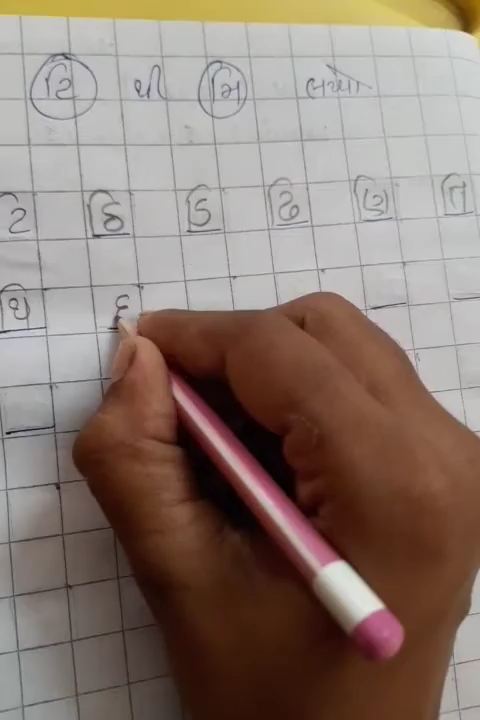 ટિ થી મિ લખો
ટિ ઠિ ડિ ઢિ ણિ તિ
થિ દ